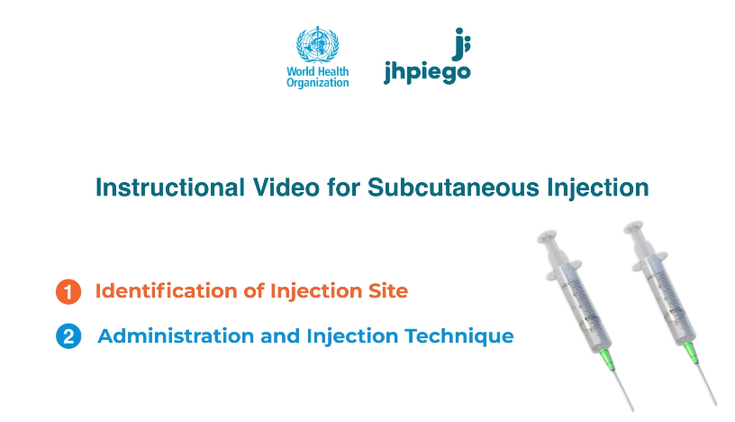 World Health
Organization
jhpiego
Instructional Video for Subcutaneous Injection
1 Identification of Injection Site
2 Administration and Injection Technique